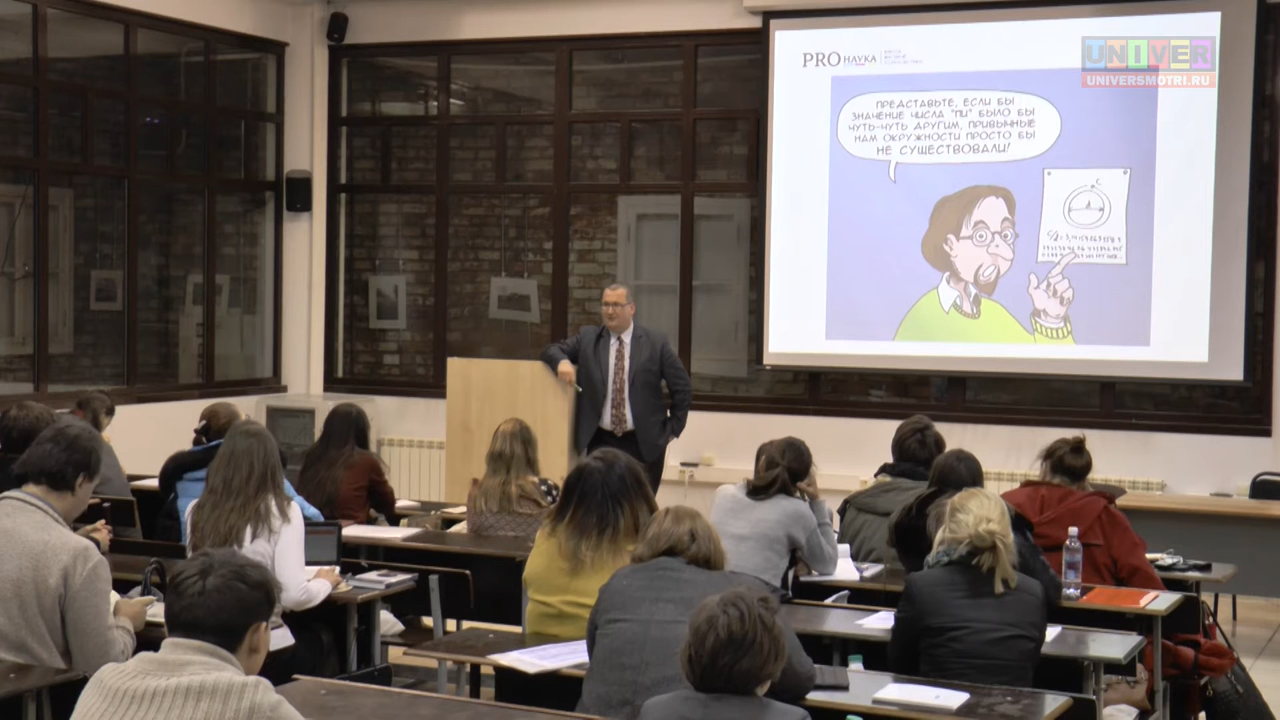 PRO НАУКА
UNIVER
UNIVERSMOTRI.RU
ПРЕДСТАВЬТЕ, ЕСЛИ БЫ
ЗНАЧЕНИЕ ЧИСЛА "ПИ" БЫЛО БЫ
ЧУТЬ-ЧУТЬ ДРУГИМ, ПРИВЫЧНЫЕ
НАМ ОКРУЖНОСТИ ПРОСТО БЫ
НЕ СУЩЕСТВОВАЛИ!
C